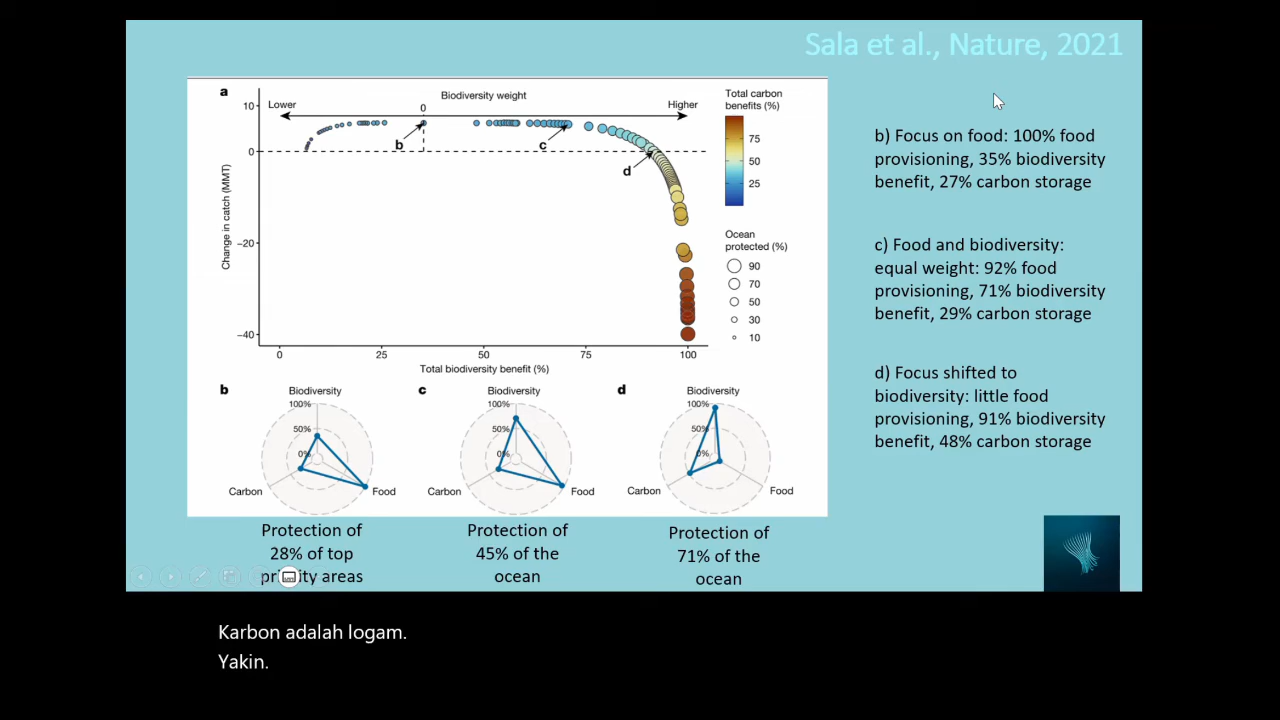 Sala et al., Nature, 2021
a
Biodiversity weight
Lower
0
Higher
Total carbon
benefits (%)
75
50
25
10
0
−20
−40
Change in catch (MMT)
b
c
d
0
25
50
75
100
Total biodiversity benefit (%)
Ocean
protected (%)
90
70
50
30
10
b
Biodiversity
100%
50%
0%
Carbon
Food
c
Biodiversity
100%
50%
0%
Carbon
Food
d
Biodiversity
100%
50%
0%
Carbon
Food
Protection of
28% of top
priority areas
Protection of
45% of the
ocean
Protection of
71% of the
ocean
b) Focus on food: 100% food
provisioning, 35% biodiversity
benefit, 27% carbon storage
c) Food and biodiversity:
equal weight: 92% food
provisioning, 71% biodiversity
benefit, 29% carbon storage
d) Focus shifted to
biodiversity: little food
provisioning, 91% biodiversity
benefit, 48% carbon storage
Karbon adalah logam.
Yakin.